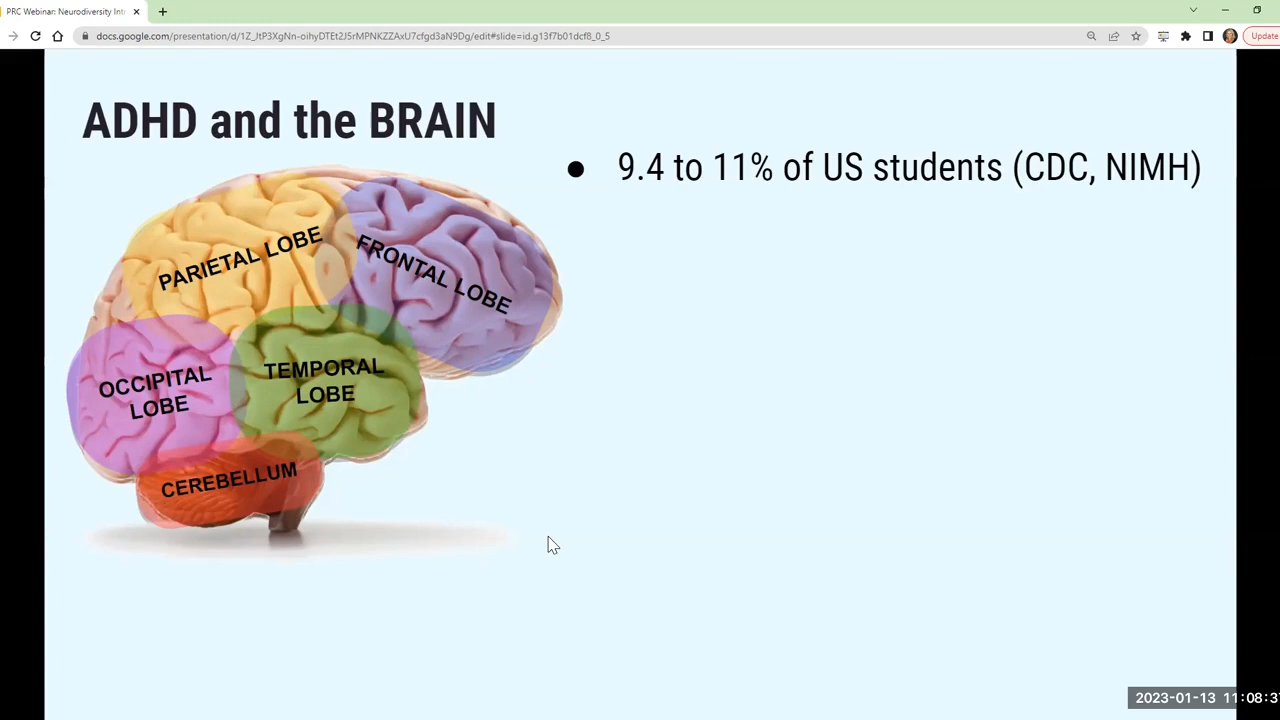 PRC Webinar: Neurodiversity Int
docs.google.com/presentation/d/1Z_JtP3XgNn-oihyDTEt2J5rMPNKZZAxU7cfgd3aN9Dg/edit#slide=id.g13f7b01dcf8_0_5
Update
ADHD and the BRAIN
● 9.4 to 11% of US students (CDC, NIMH)
PARIETAL LOBE
FRONTAL LOBE
OCCIPITAL
LOBE
TEMPORAL
LOBE
CEREBELLUM
2023-01-13 11:08:3